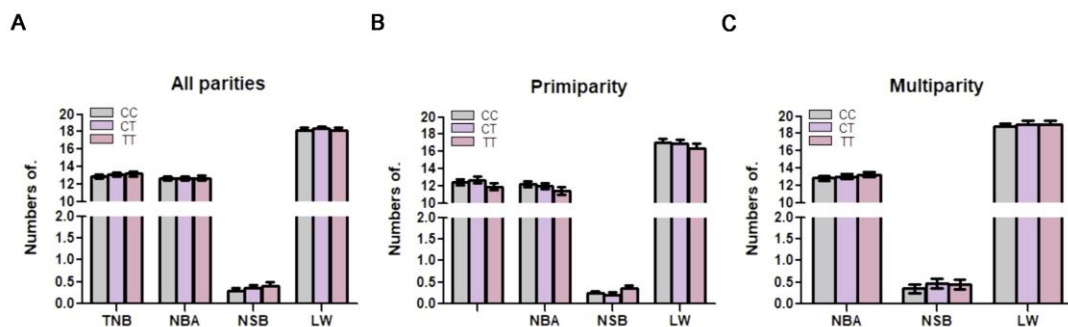 A
B
C
All parities
Primiparity
Multiparity
Numbers of.
20
18
16
14
12
10
2.0
1.5
1.0
0.5
0.0
CC
CT
TT
TNB
NBA
NSB
LW
Numbers of.
20
18
16
14
12
10
2.0
1.5
1.0
0.5
0.0
CC
CT
TT
NBA
NSB
LW
Numbers of.
20
18
16
14
12
10
2.0
1.5
1.0
0.5
0.0
CC
CT
TT
NBA
NSB
LW